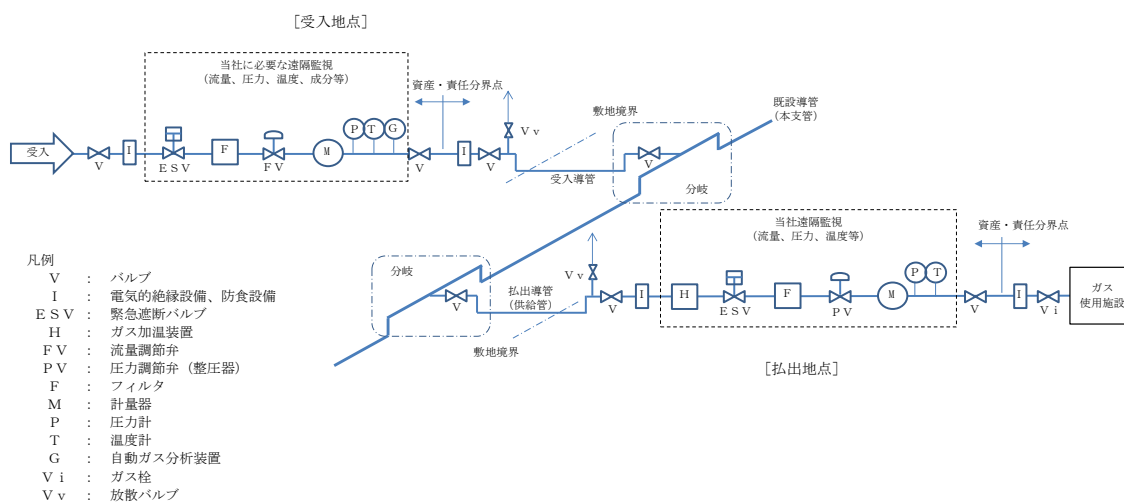 [受入地点]
当社に必要な遠隔監視
(流量、圧力、温度、成分等)
資産・責任分界点
敷地境界
既設導管
(本支管)
受入
V
I
ESV
F
FV
M
P
T
G
V
I
V
Vv
受入導管
V
分岐
当社遠隔監視
(流量、圧力、温度等)
資産・責任分界点
分岐
V
払出導管
(供給管)
敷地境界
Vv
V
I
H
ESV
F
PV
M
P
T
V
I
Vi
ガス
使用施設
[払出地点]
凡例
V : バルブ
I : 電気的絶縁設備、防食設備
ESV : 緊急遮断バルブ
H : ガス加温装置
FV : 流量調節弁
PV : 圧力調節弁(整圧器)
F : フィルタ
M : 計量器
P : 圧力計
T : 温度計
G : 自動ガス分析装置
Vi : ガス栓
Vv : 放散バルブ